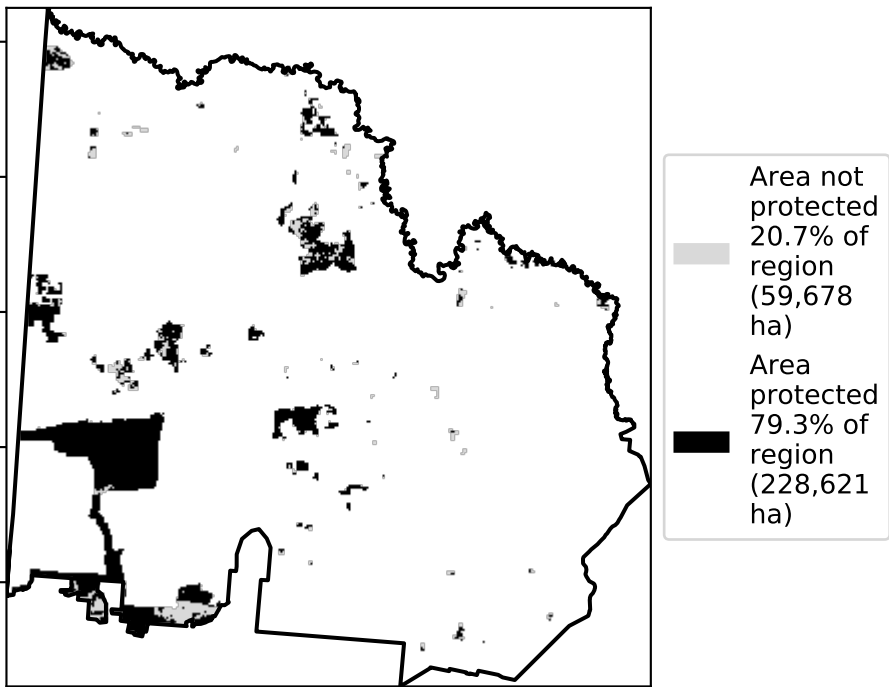 Area not
protected
20.7% of
region
(59,678
ha)
Area
protected
79.3% of
region
(228,621
ha)